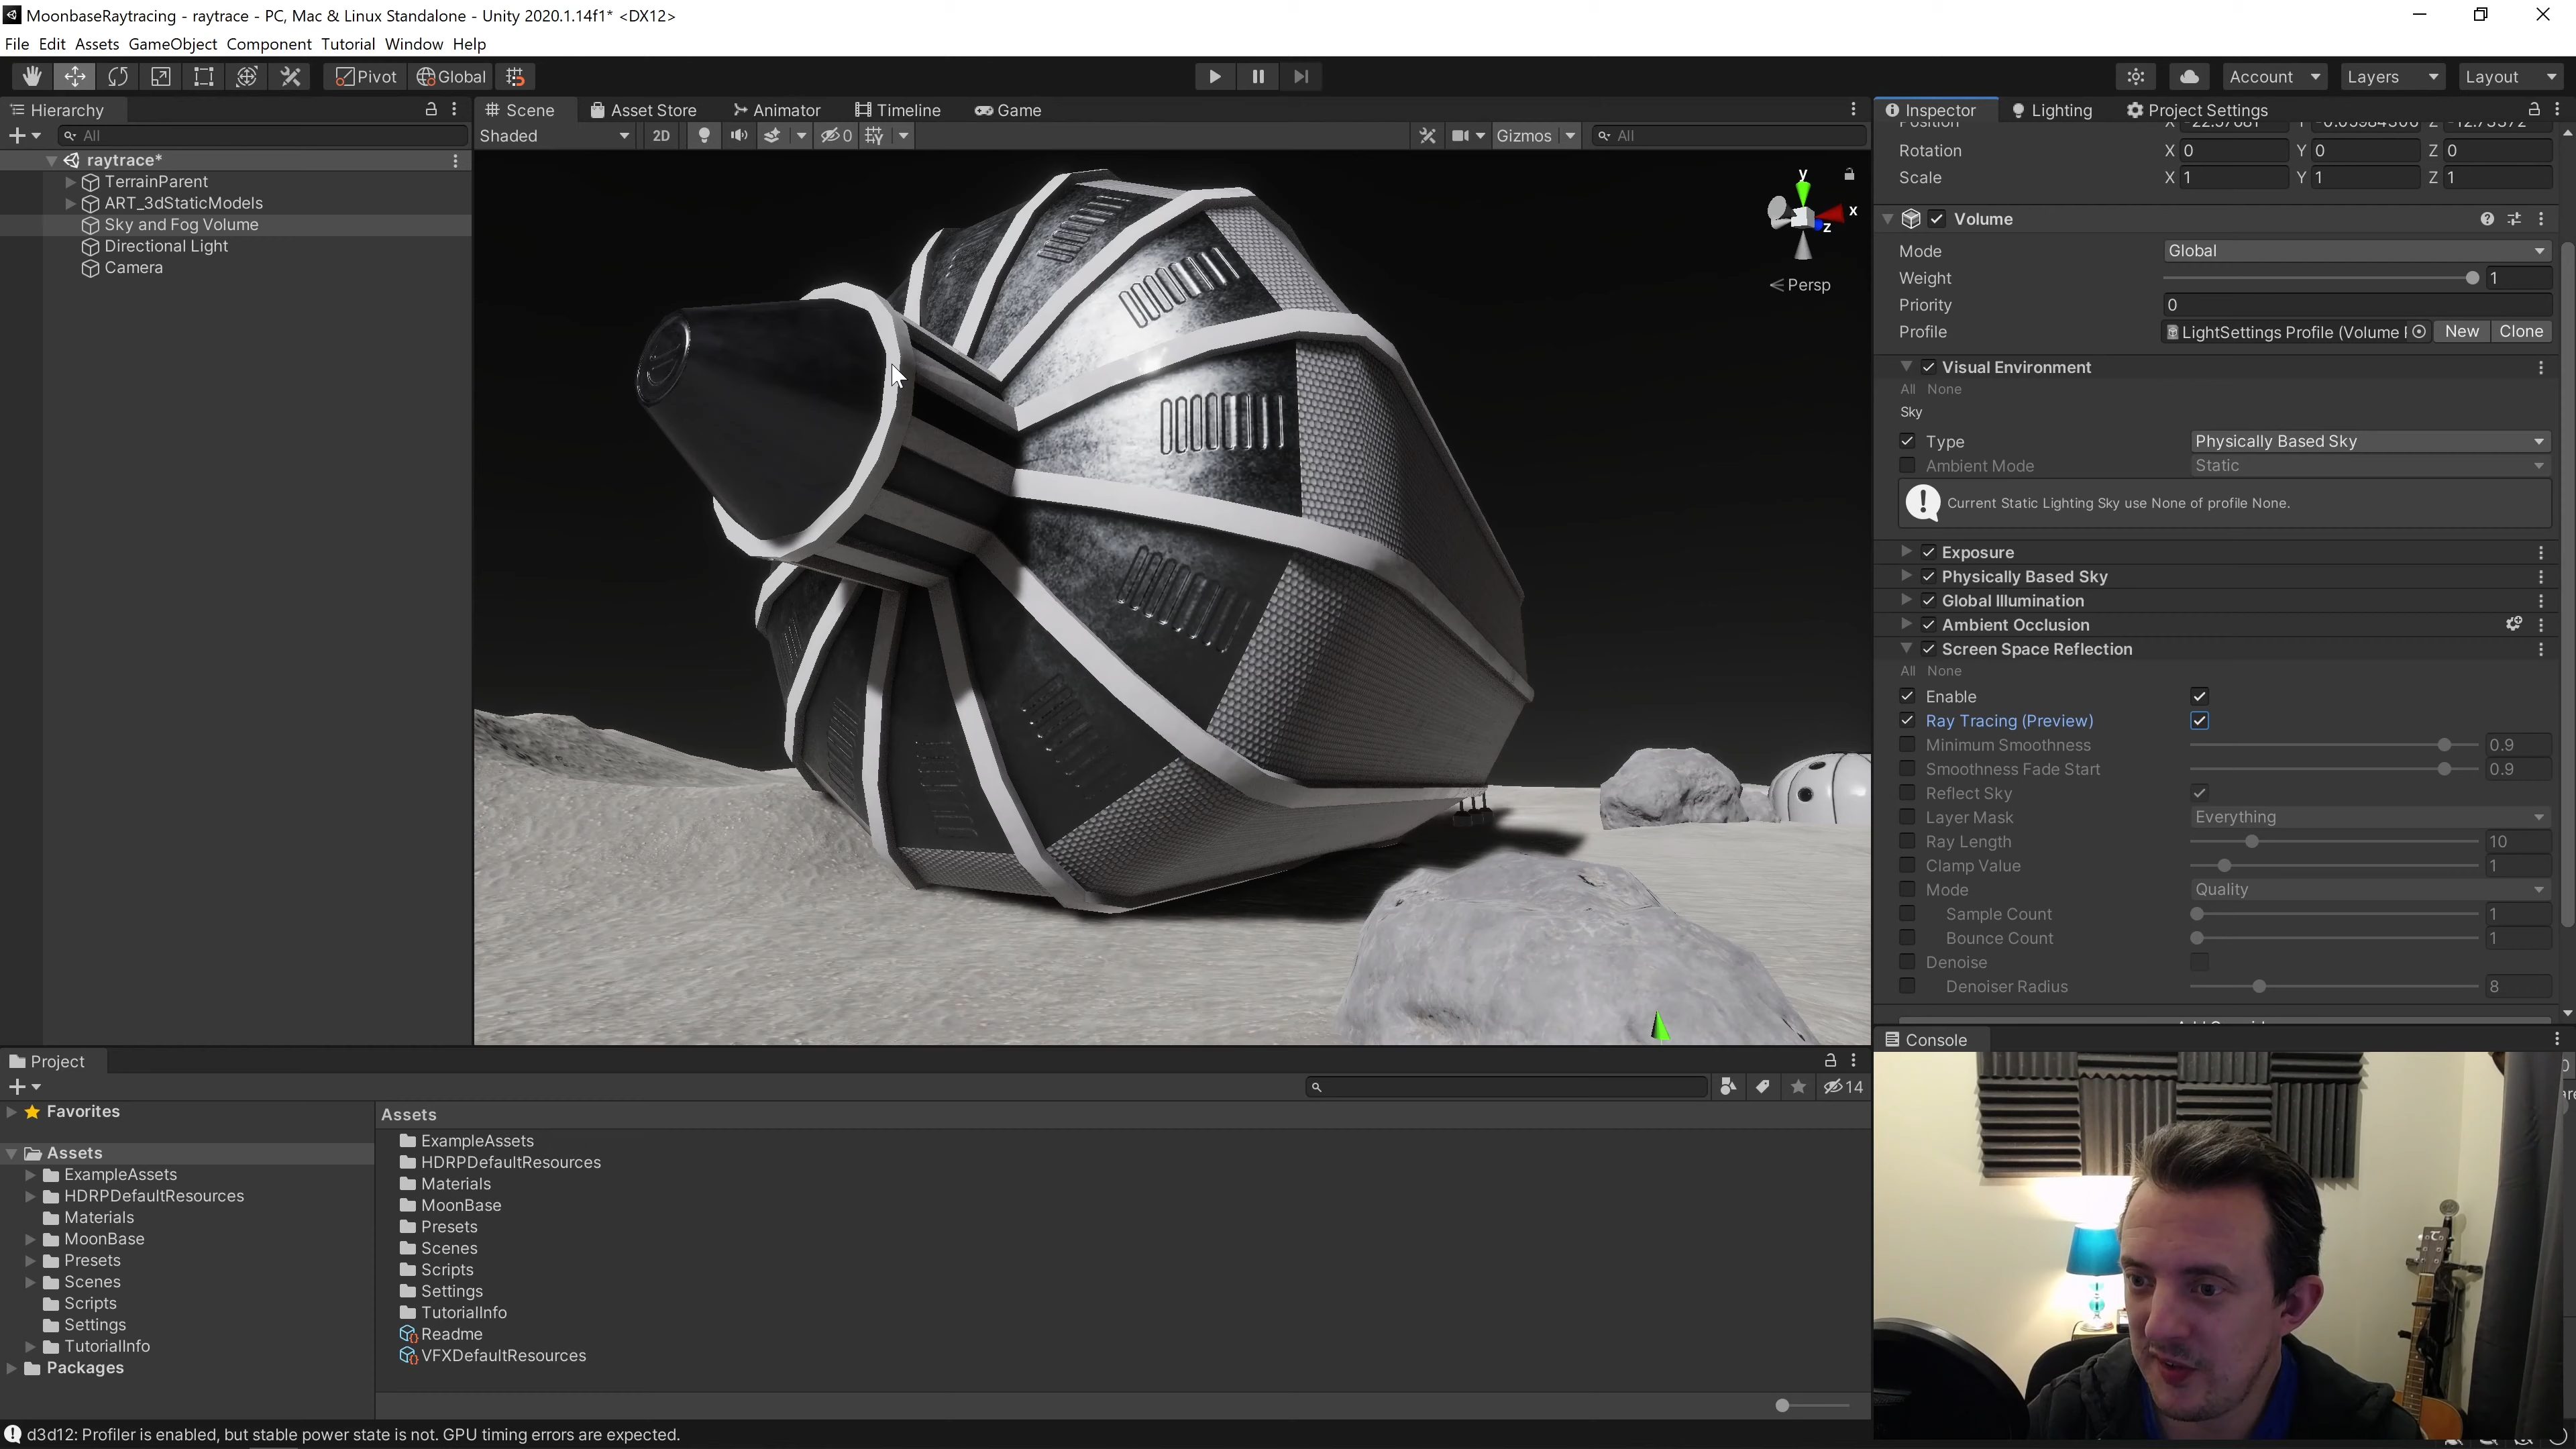 MoonbaseRaytracing - raytrace - PC, Mac & Linux Standalone - Unity 2020.1.14f1* <DX12>
File Edit Assets GameObject Component Tutorial Window Help
Pivot Global Account Layers Layout
Hierarchy
All
raytrace*
TerrainParent
ART_3dStaticModels
Sky and Fog Volume
Directional Light
Camera
Scene Asset Store Animator Timeline Game
Shaded 2D 0 Gizmos All
y
x
z
Persp
Inspector Lighting Project Settings
Position X -22.57681 Y Z -12.73372
Rotation X 0 Y 0 Z 0
Scale X 1 Y 1 Z 1
Volume
Mode Global
Weight 1
Priority 0
Profile LightSettings Profile (Volume New Clone
Visual Environment
All None
Sky
Type Physically Based Sky
Ambient Mode Static
Current Static Lighting Sky use None of profile None.
Exposure
Physically Based Sky
Global Illumination
Ambient Occlusion
Screen Space Reflection
All None
Enable
Ray Tracing (Preview)
Minimum Smoothness 0.9
Smoothness Fade Start 0.9
Reflect Sky
Layer Mask Everything
Ray Length 10
Clamp Value 1
Mode Quality
Sample Count 1
Bounce Count 1
Denoise
Denoiser Radius 8
Console
Project
14
Favorites
Assets
ExampleAssets
HDRPDefaultResources
Materials
MoonBase
Presets
Scenes
Scripts
Settings
TutorialInfo
Packages
Assets
ExampleAssets
HDRPDefaultResources
Materials
MoonBase
Presets
Scenes
Scripts
Settings
TutorialInfo
Readme
VFXDefaultResources
d3d12: Profiler is enabled, but stable power state is not. GPU timing errors are expected.